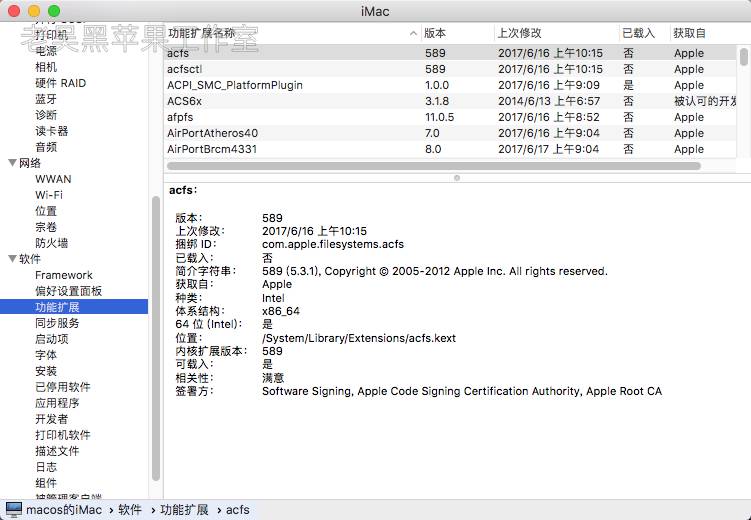 iMac
老吴黑苹果工作室
打印机
电源
相机
硬件 RAID
蓝牙
诊断
读卡器
音频
网络
WWAN
Wi-Fi
位置
宗卷
防火墙
软件
Framework
偏好设置面板
功能扩展
同步服务
启动项
字体
安装
已停用软件
应用程序
开发者
打印机软件
描述文件
日志
组件
被管理客户端
功能扩展名称 版本 上次修改 已载入 获取自
acfs 589 2017/6/16 上午10:15 否 Apple
acfsctl 589 2017/6/16 上午10:15 否 Apple
ACPI_SMC_PlatformPlugin 1.0.0 2017/6/16 上午9:09 是 Apple
ACS6x 3.1.8 2014/6/13 上午6:57 否 被认可的开发
afpfs 11.0.5 2017/6/16 上午8:52 否 Apple
AirPortAtheros40 7.0 2017/6/16 上午9:04 否 Apple
AirPortBrcm4331 8.0 2017/6/17 上午9:04 否 Apple
acfs：
版本： 589
上次修改： 2017/6/16 上午10:15
捆绑 ID： com.apple.filesystems.acfs
已载入： 否
简介字符串： 589 (5.3.1), Copyright © 2005-2012 Apple Inc. All rights reserved.
获取自： Apple
种类： Intel
体系结构： x86_64
64 位 (Intel)： 是
位置： /System/Library/Extensions/acfs.kext
内核扩展版本： 589
可载入： 是
相关性： 满意
签署方： Software Signing, Apple Code Signing Certification Authority, Apple Root CA
macos的iMac › 软件 › 功能扩展 › acfs